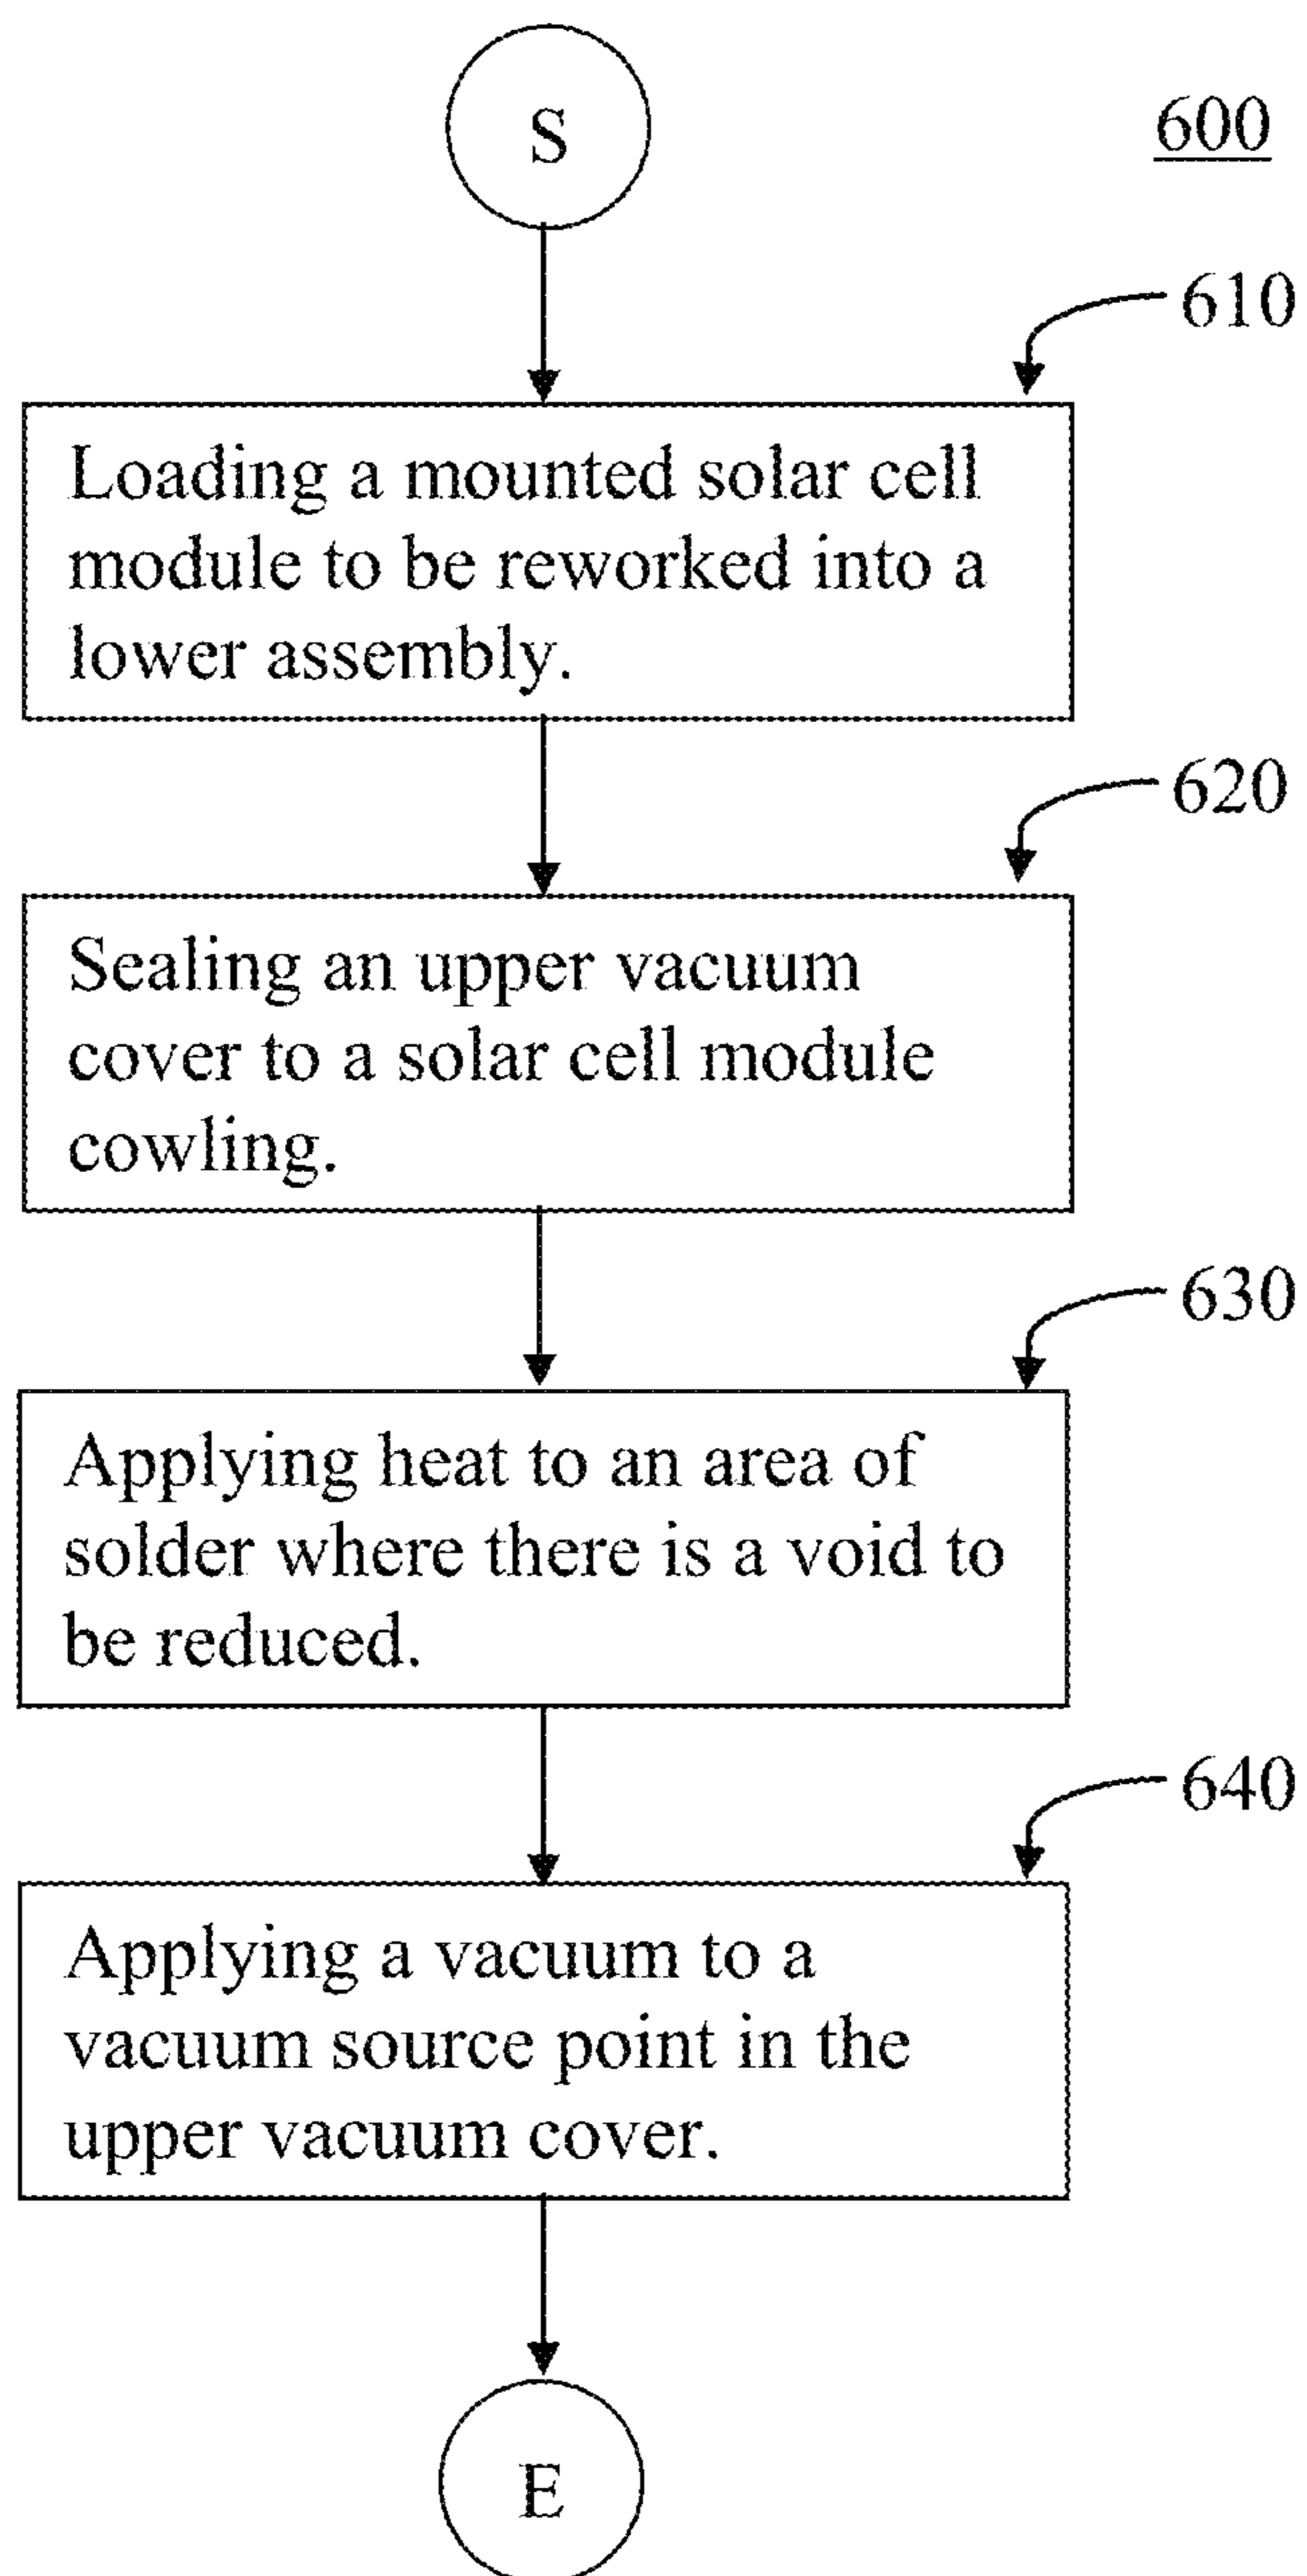 S
600
610
Loading a mounted solar cell
module to be reworked into a
lower assembly.
620
Sealing an upper vacuum
cover to a solar cell module
cowling.
630
Applying heat to an area of
solder where there is a void to
be reduced.
640
Applying a vacuum to a
vacuum source point in the
upper vacuum cover.
E